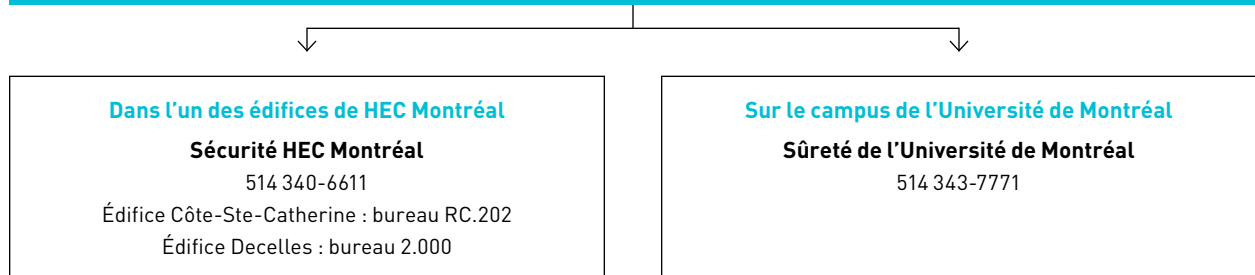 Dans l’un des édifices de HEC Montréal
Sécurité HEC Montréal
514 340-6611
Édifice Côte-Ste-Catherine : bureau RC.202
Édifice Decelles : bureau 2.000
Sur le campus de l’Université de Montréal
Sûreté de l’Université de Montréal
514 343-7771